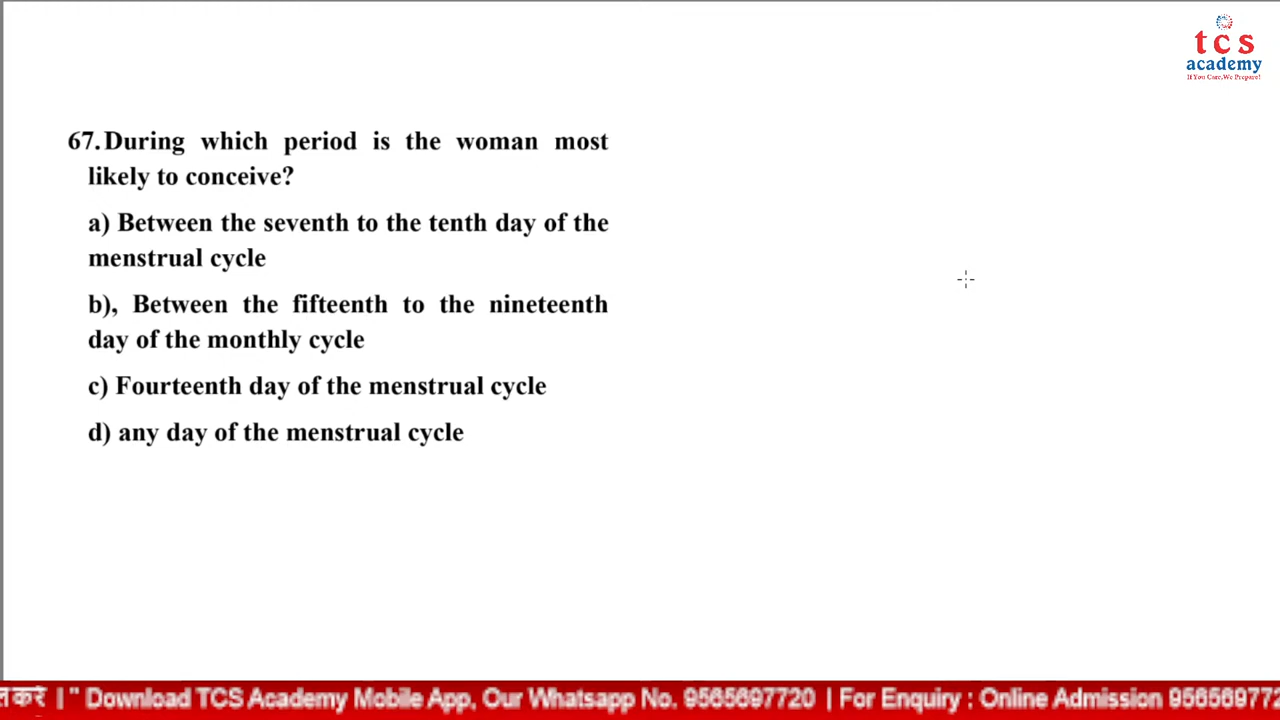 t c s
academy
If You Care, We Prepare!
67. During which period is the woman most
likely to conceive?
a) Between the seventh to the tenth day of the
menstrual cycle
b), Between the fifteenth to the nineteenth
day of the monthly cycle
c) Fourteenth day of the menstrual cycle
d) any day of the menstrual cycle
करें | " Download TCS Academy Mobile App, Our Whatsapp No. 9565697720 | For Enquiry : Online Admission 956569772